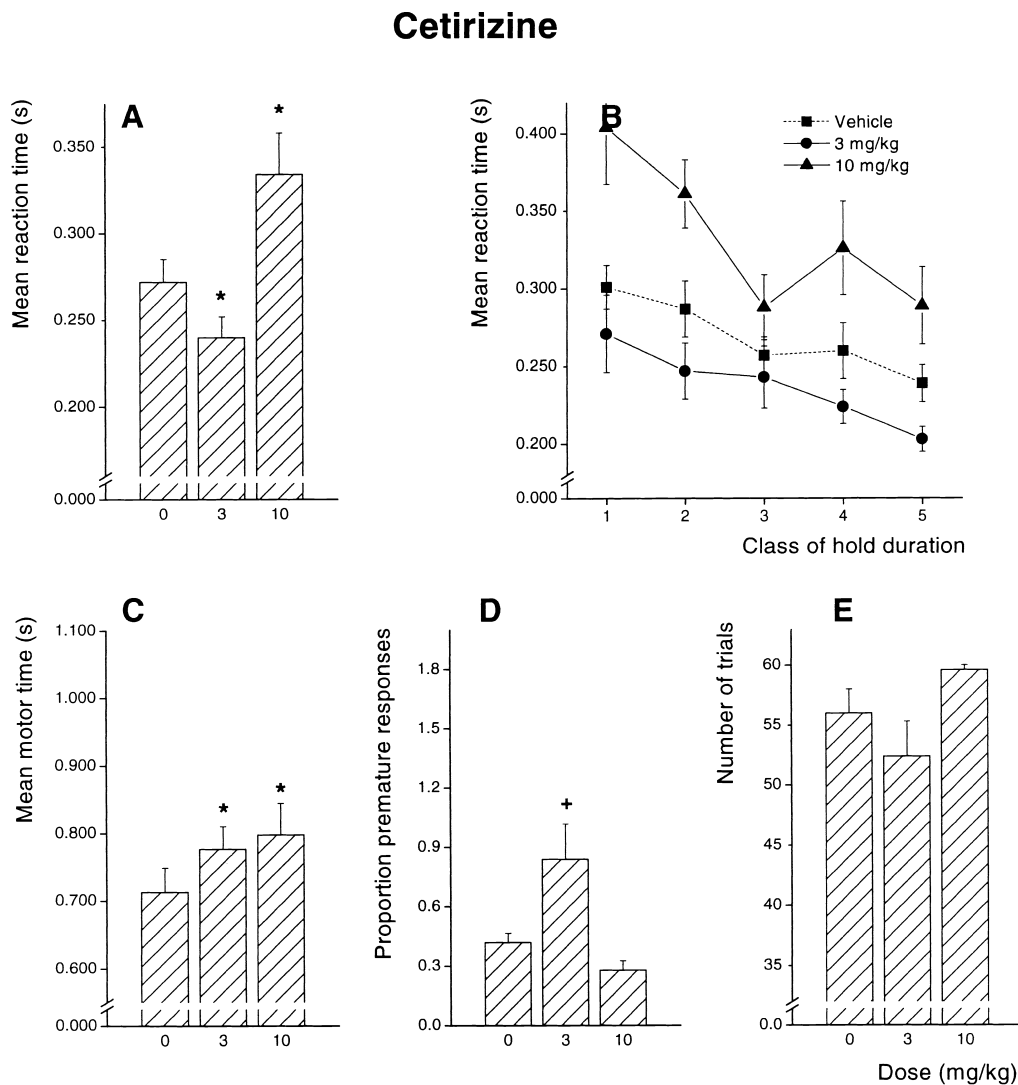 Cetirizine
A
Mean reaction time (s)
0.350
0.300
0.250
0.200
0.000
*
*
0 3 10
B
Mean reaction time (s)
0.400
0.350
0.300
0.250
0.200
0.000
Vehicle
3 mg/kg
10 mg/kg
1 2 3 4 5
Class of hold duration
C
Mean motor time (s)
1.100
1.000
0.900
0.800
0.700
0.600
0.000
*
*
0 3 10
D
Proportion premature responses
1.8
1.5
1.2
0.9
0.6
0.3
0.0
+
0 3 10
E
Number of trials
60
55
50
45
40
35
0.0
0 3 10
Dose (mg/kg)